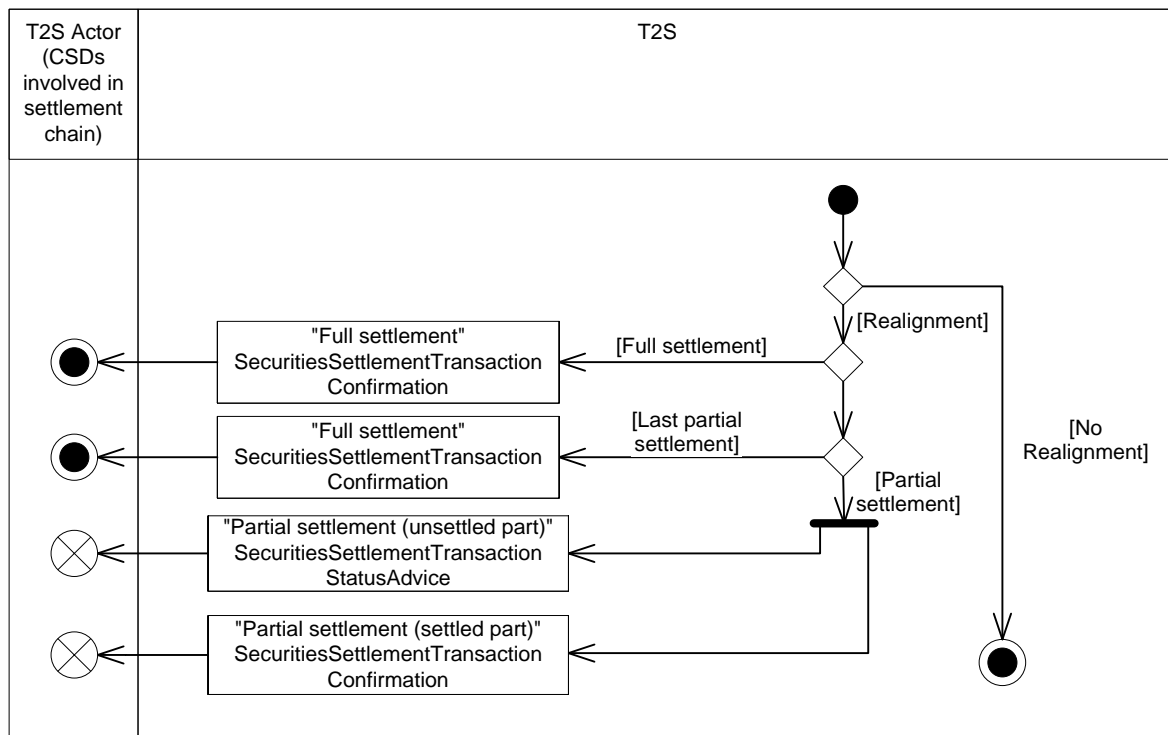 T2S Actor
(CSDs
involved in
settlement
chain)
T2S
[Realignment]
"Full settlement"
SecuritiesSettlementTransaction
Confirmation
[Full settlement]
"Full settlement"
SecuritiesSettlementTransaction
Confirmation
[Last partial
settlement]
[No
Realignment]
[Partial
settlement]
"Partial settlement (unsettled part)"
SecuritiesSettlementTransaction
StatusAdvice
"Partial settlement (settled part)"
SecuritiesSettlementTransaction
Confirmation